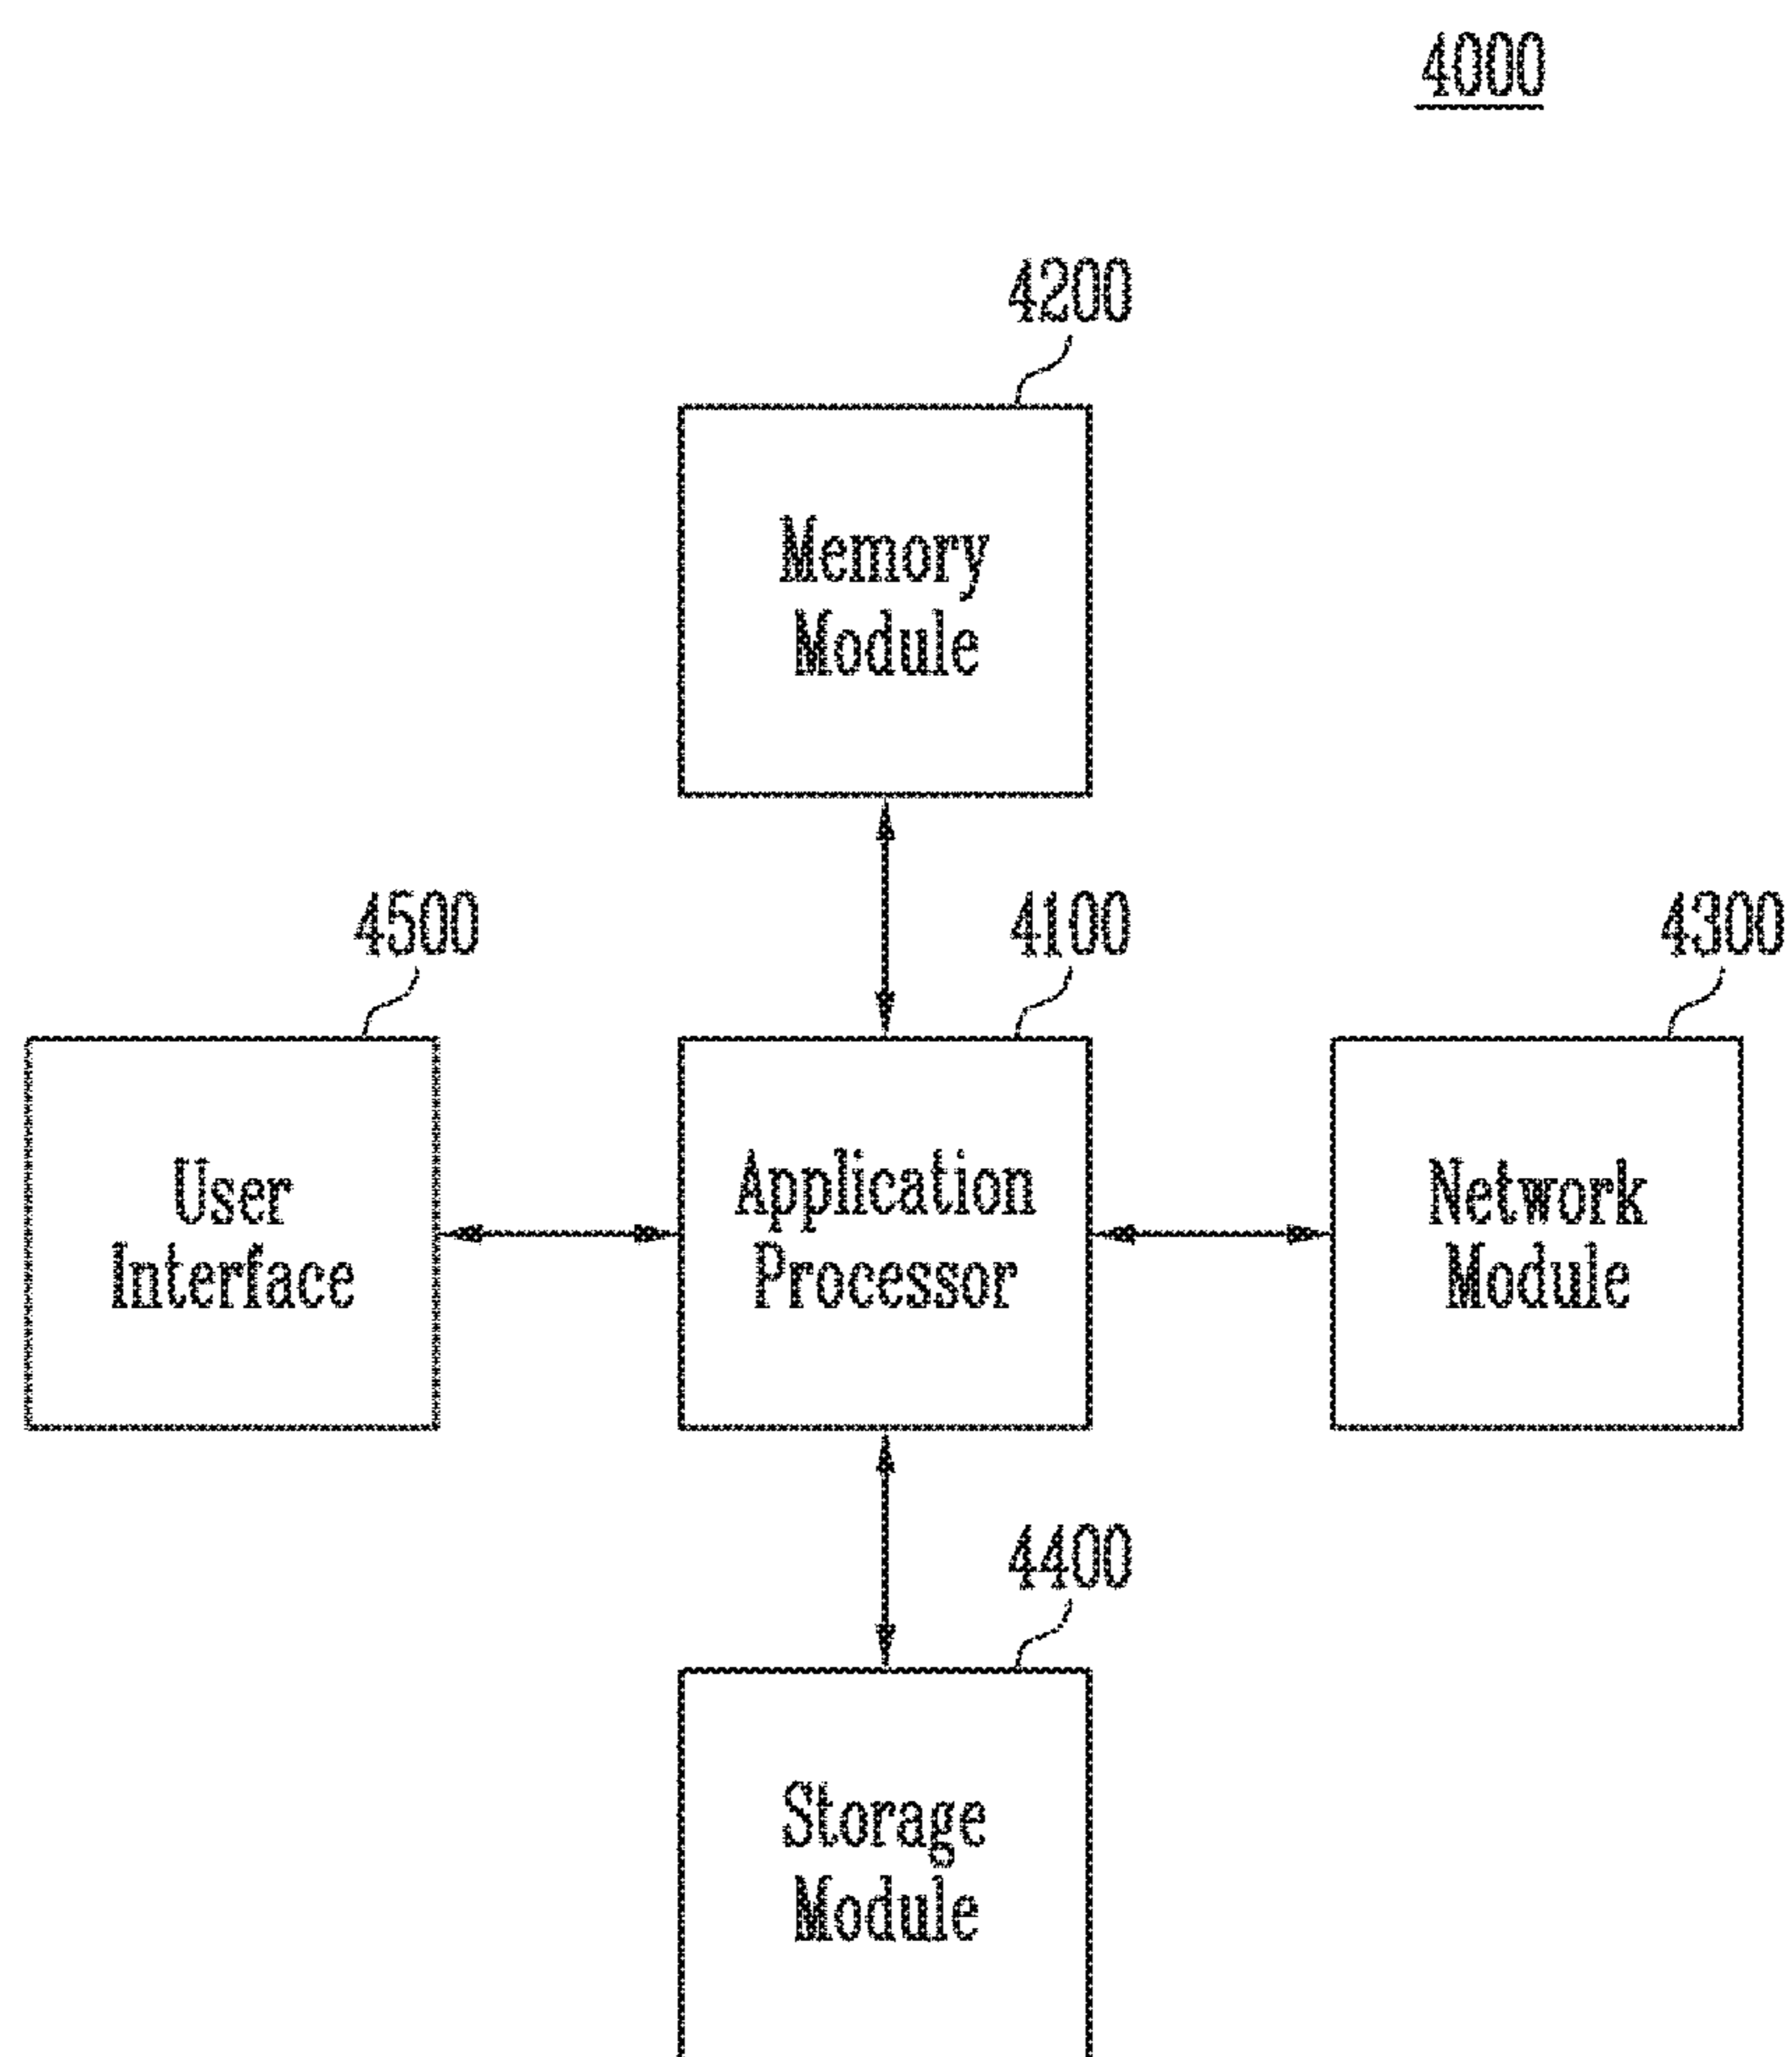 4000
4200
Memory
Module
4500
4100
4300
User
Interface
Application
Processor
Network
Module
4400
Storage
Module